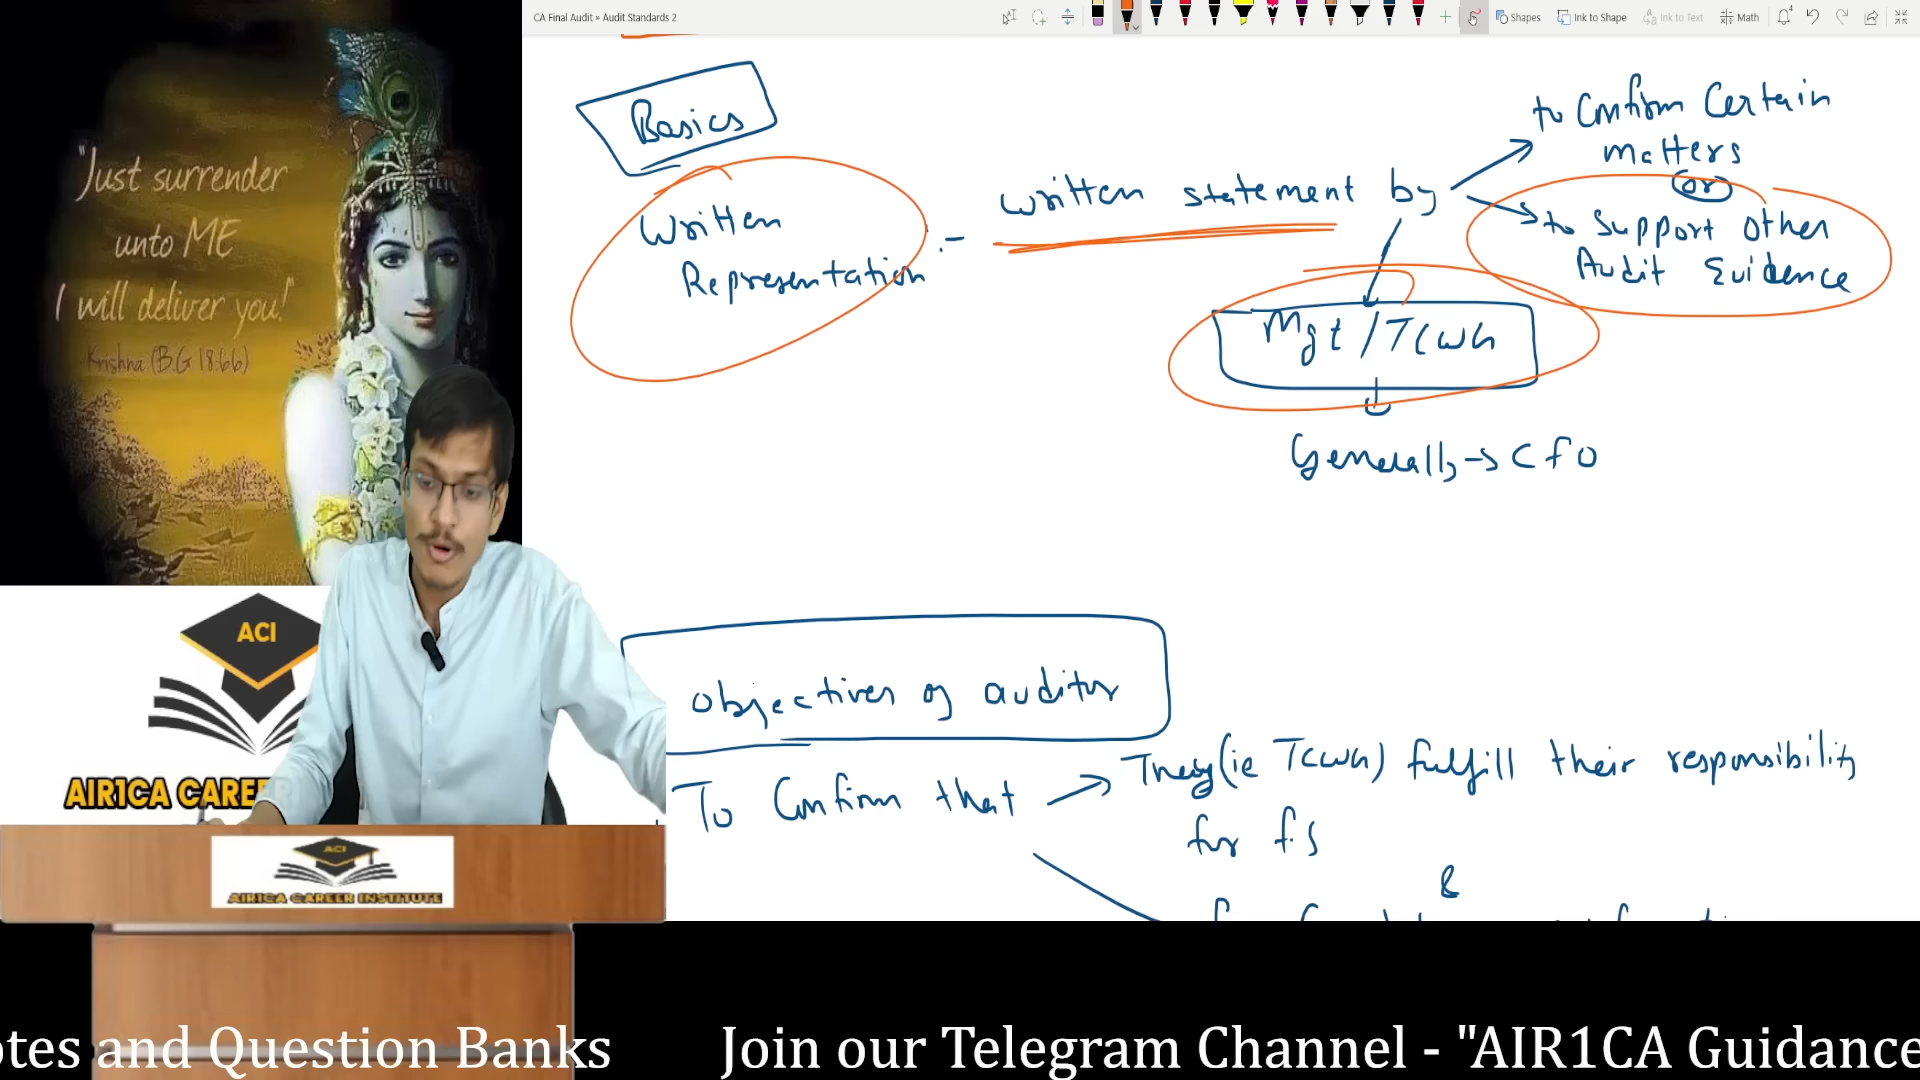 CA Final Audit » Audit Standards 2
Shapes
Ink to Shape
Ink to Text
Math
"Just surrender
unto ME
I will deliver you!"
- Krishna (B.G 18:66)
Basics
Written
Representation :-
written statement by
to Confirm Certain
matters
(or)
to Support Other
Audit Evidence
Mgt/TCWG
Generally → CFO
Objectives of auditor
To Confirm that
They (ie TCWG) fulfill their responsibility
for f.S
&
ACI
AIR1CA CAREE
ACI
AIR1CA CAREER INSTITUTE
otes and Question Banks
Join our Telegram Channel - "AIR1CA Guidance